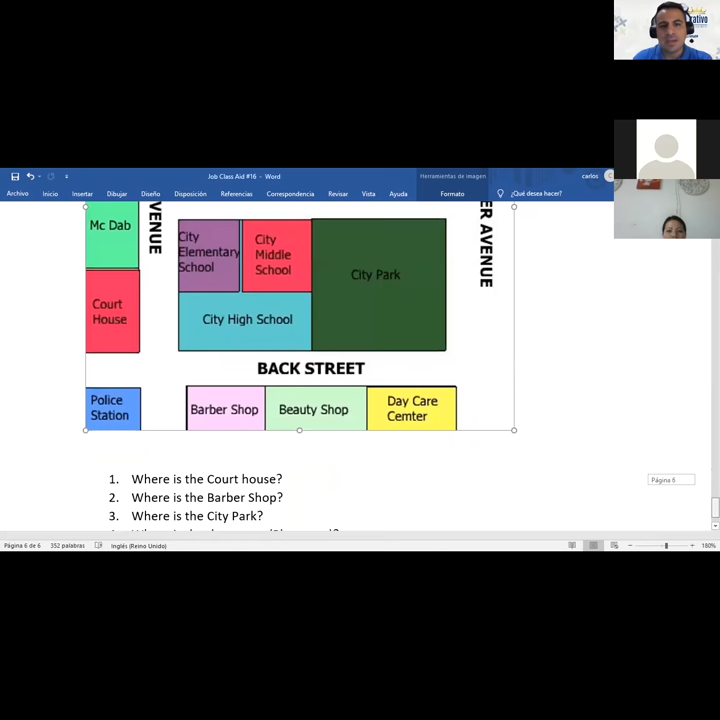 rativo
Job Class Aid #16 - Word
Herramientas de imagen
carlos
Archivo Inicio Insertar Dibujar Diseño Disposición Referencias Correspondencia Revisar Vista Ayuda Formato ¿Qué desea hacer?
Mc Dab
VENUE
City
Elementary
School
City
Middle
School
City Park
ER AVENUE
Court
House
City High School
BACK STREET
Police
Station
Barber Shop
Beauty Shop
Day Care
Cemter
1. Where is the Court house?
Página 6
2. Where is the Barber Shop?
3. Where is the City Park?
Página 6 de 6 352 palabras Inglés (Reino Unido) 180%